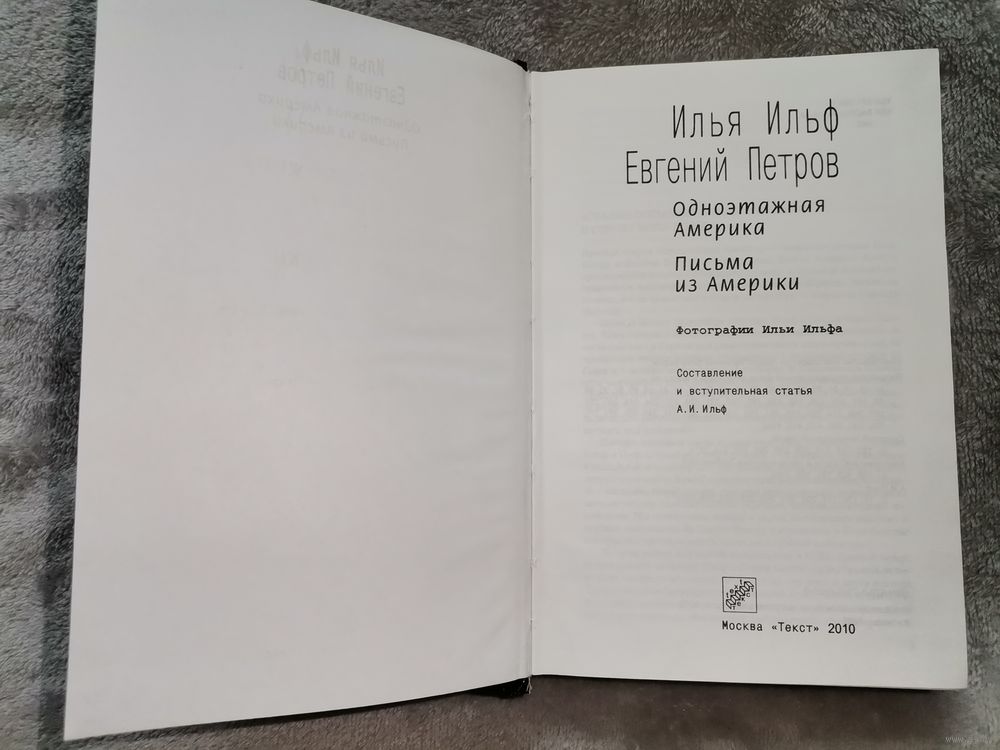 Илья Ильф
Евгений Петров
Одноэтажная
Америка
Письма
из Америки
Фотографии Ильи Ильфа
Составление
и вступительная статья
А.И.Ильф
Москва «Текст» 2010